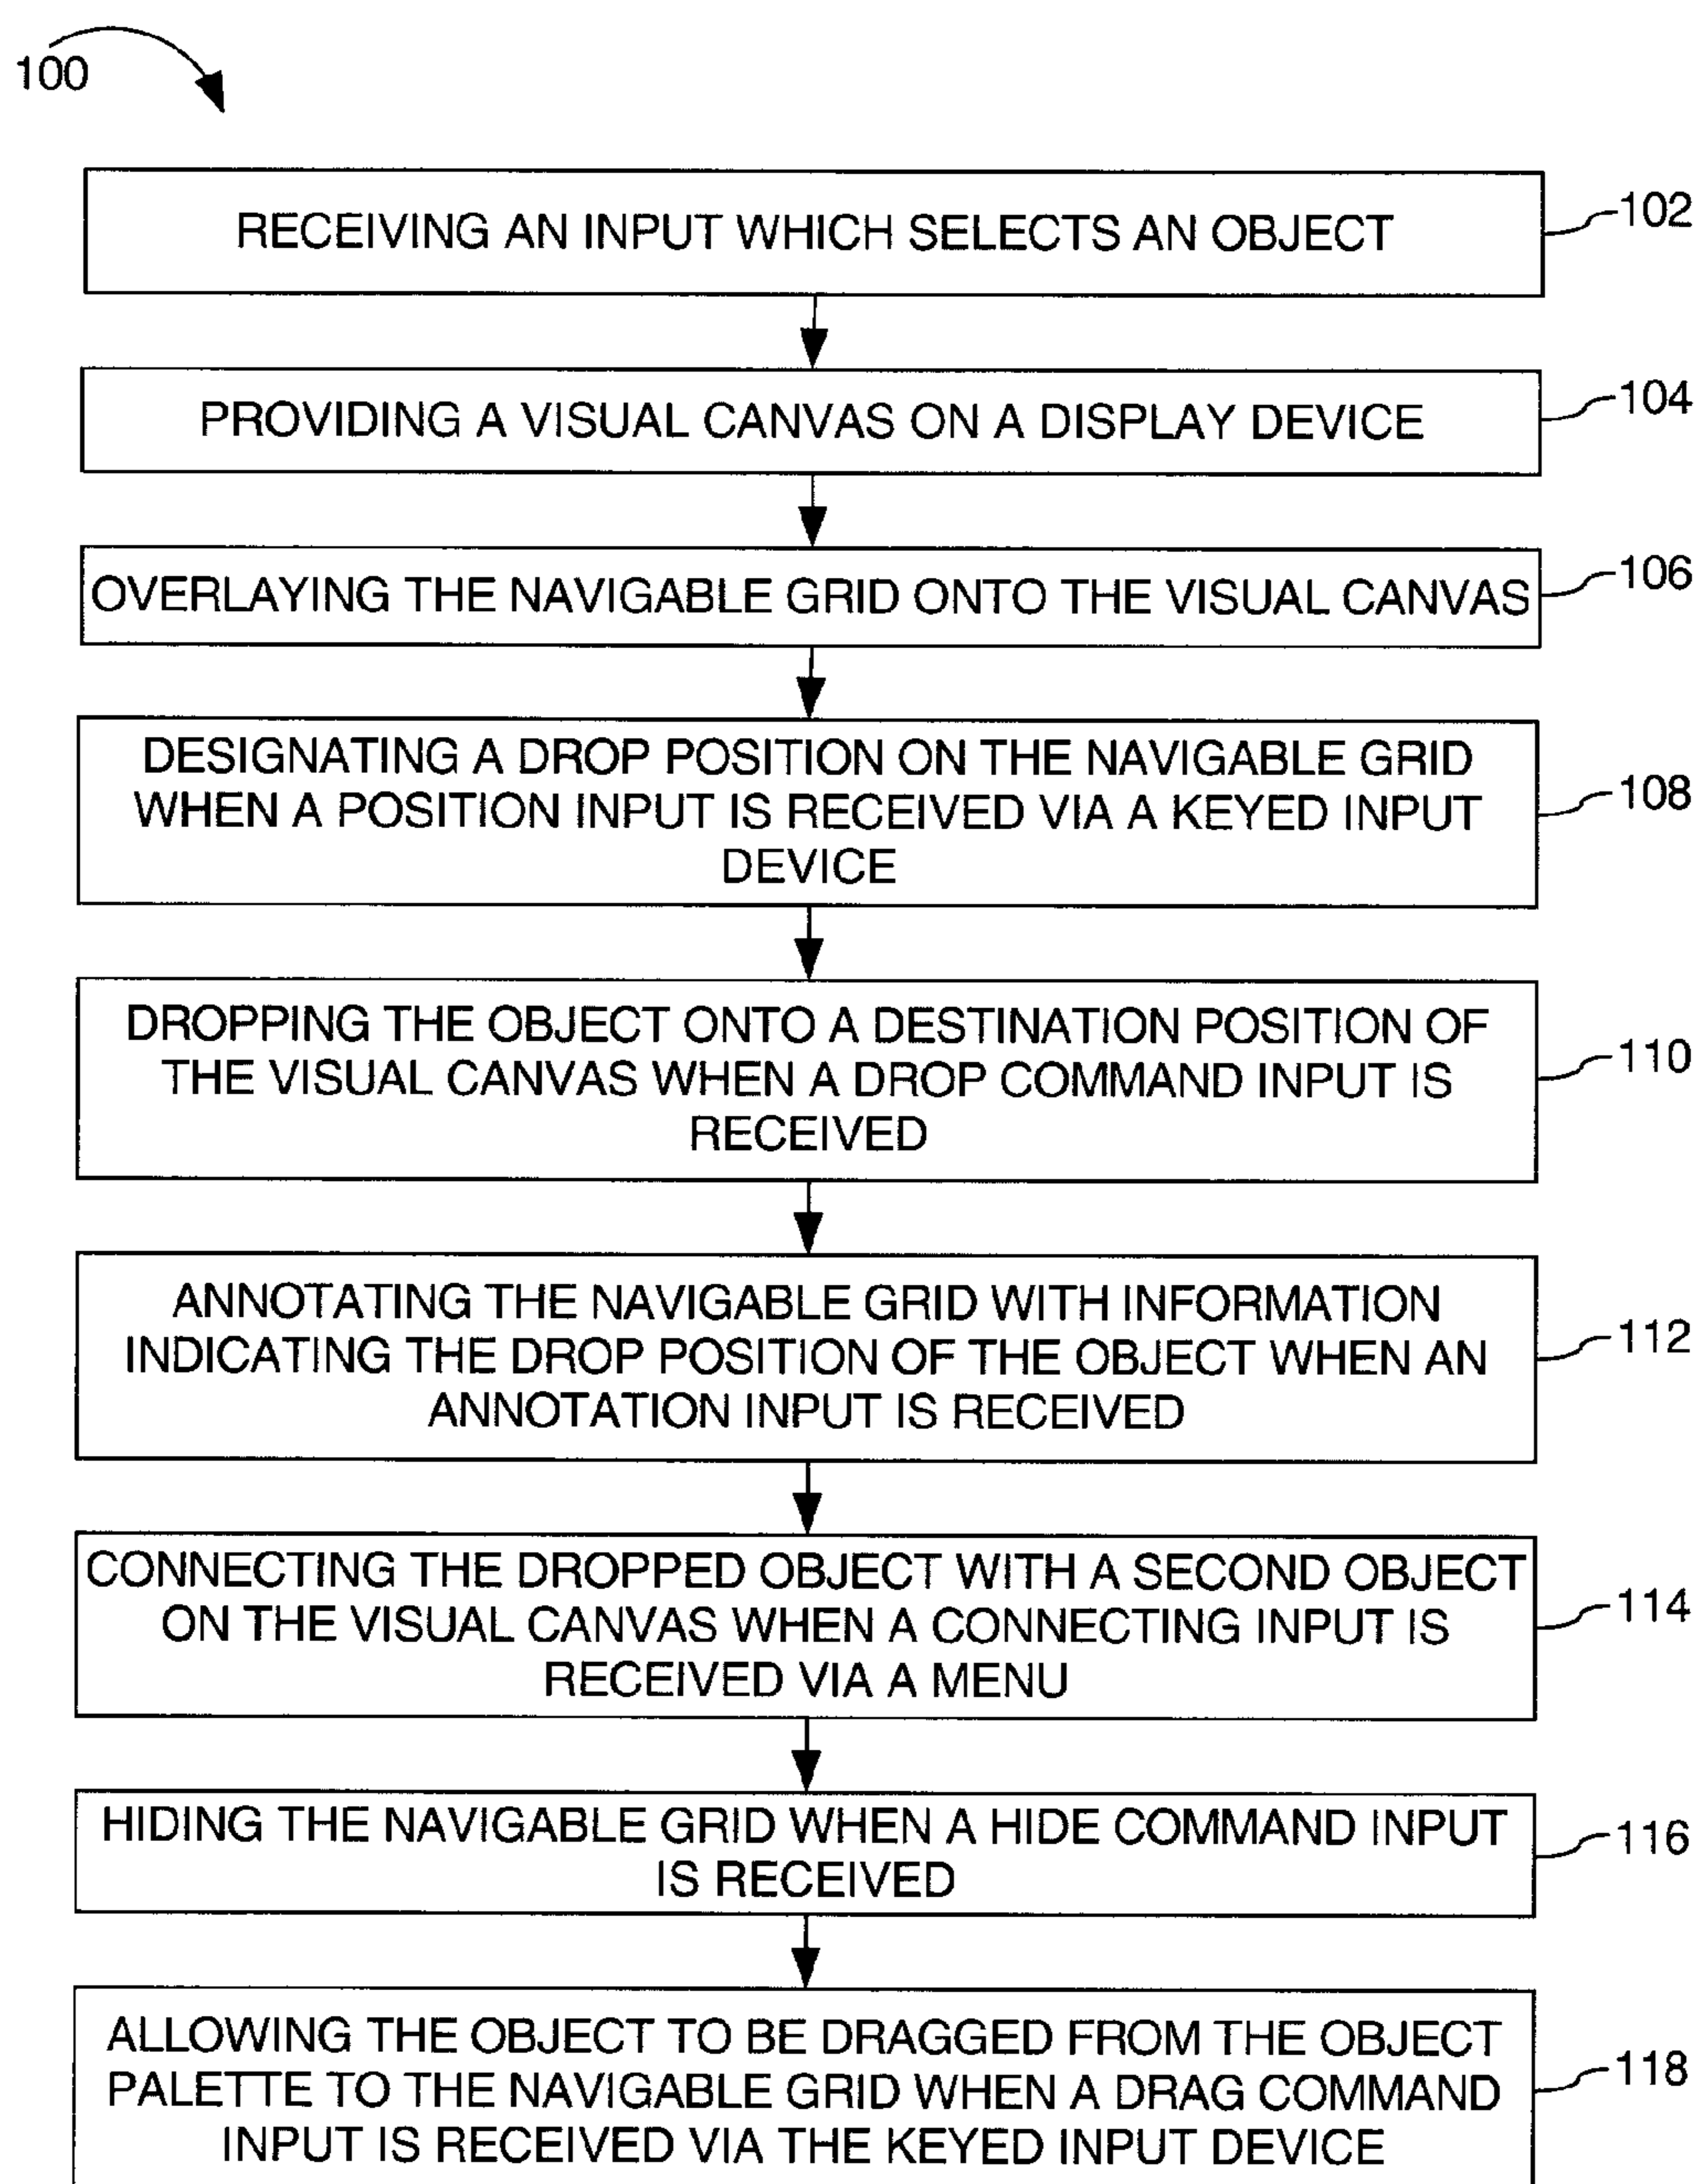 100
RECEIVING AN INPUT WHICH SELECTS AN OBJECT
102
PROVIDING A VISUAL CANVAS ON A DISPLAY DEVICE
104
OVERLAYING THE NAVIGABLE GRID ONTO THE VISUAL CANVAS
106
DESIGNATING A DROP POSITION ON THE NAVIGABLE GRID
WHEN A POSITION INPUT IS RECEIVED VIA A KEYED INPUT
DEVICE
108
DROPPING THE OBJECT ONTO A DESTINATION POSITION OF
THE VISUAL CANVAS WHEN A DROP COMMAND INPUT IS
RECEIVED
110
ANNOTATING THE NAVIGABLE GRID WITH INFORMATION
INDICATING THE DROP POSITION OF THE OBJECT WHEN AN
ANNOTATION INPUT IS RECEIVED
112
CONNECTING THE DROPPED OBJECT WITH A SECOND OBJECT
ON THE VISUAL CANVAS WHEN A CONNECTING INPUT IS
RECEIVED VIA A MENU
114
HIDING THE NAVIGABLE GRID WHEN A HIDE COMMAND INPUT
IS RECEIVED
116
ALLOWING THE OBJECT TO BE DRAGGED FROM THE OBJECT
PALETTE TO THE NAVIGABLE GRID WHEN A DRAG COMMAND
INPUT IS RECEIVED VIA THE KEYED INPUT DEVICE
118